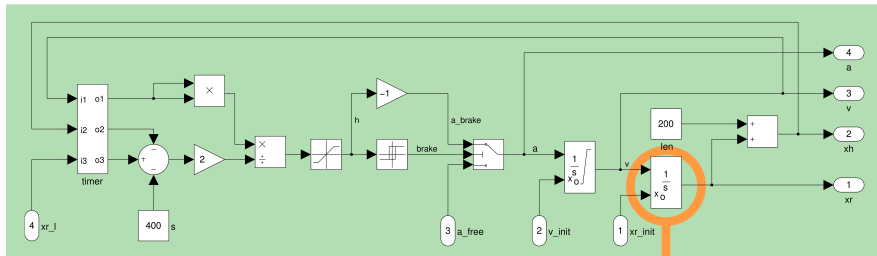 4
a
-1
3
v
i1 o1
×
h
a_brake
200
+
+
2
xh
i2 o2
2
×
÷
brake
a
1
s
xo
len
v
1
s
xo
i3 o3
timer
−
+
−
1
xr
4 xr_l
400 s
3 a_free
2 v_init
1 xr_init